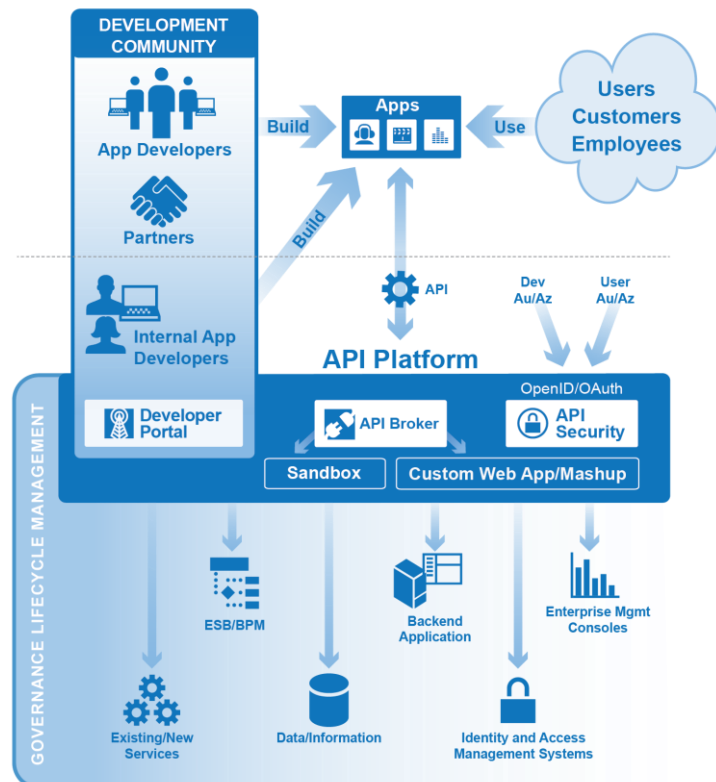 DEVELOPMENT
COMMUNITY
App Developers
Partners
Internal App
Developers
Developer
Portal
Build
Build
Apps
Use
Users
Customers
Employees
API
Dev
Au/Az
User
Au/Az
API Platform
OpenID/OAuth
API Broker
API
Security
Sandbox
Custom Web App/Mashup
GOVERNANCE LIFECYCLE MANAGEMENT
ESB/BPM
Backend
Application
Enterprise Mgmt
Consoles
Existing/New
Services
Data/Information
Identity and Access
Management Systems